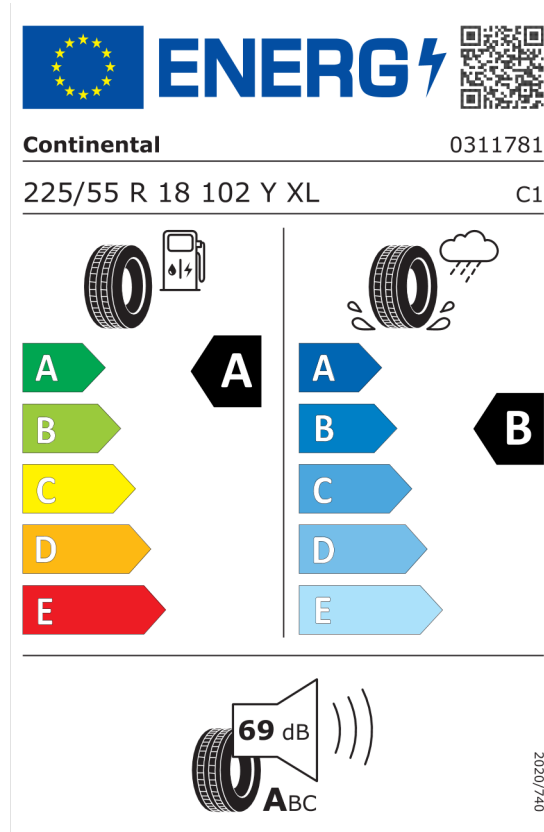 ENERG
Continental 0311781
225/55 R 18 102 Y XL C1
A A A
B B B
C C
D D
E E
69 dB
ABC
2020/740